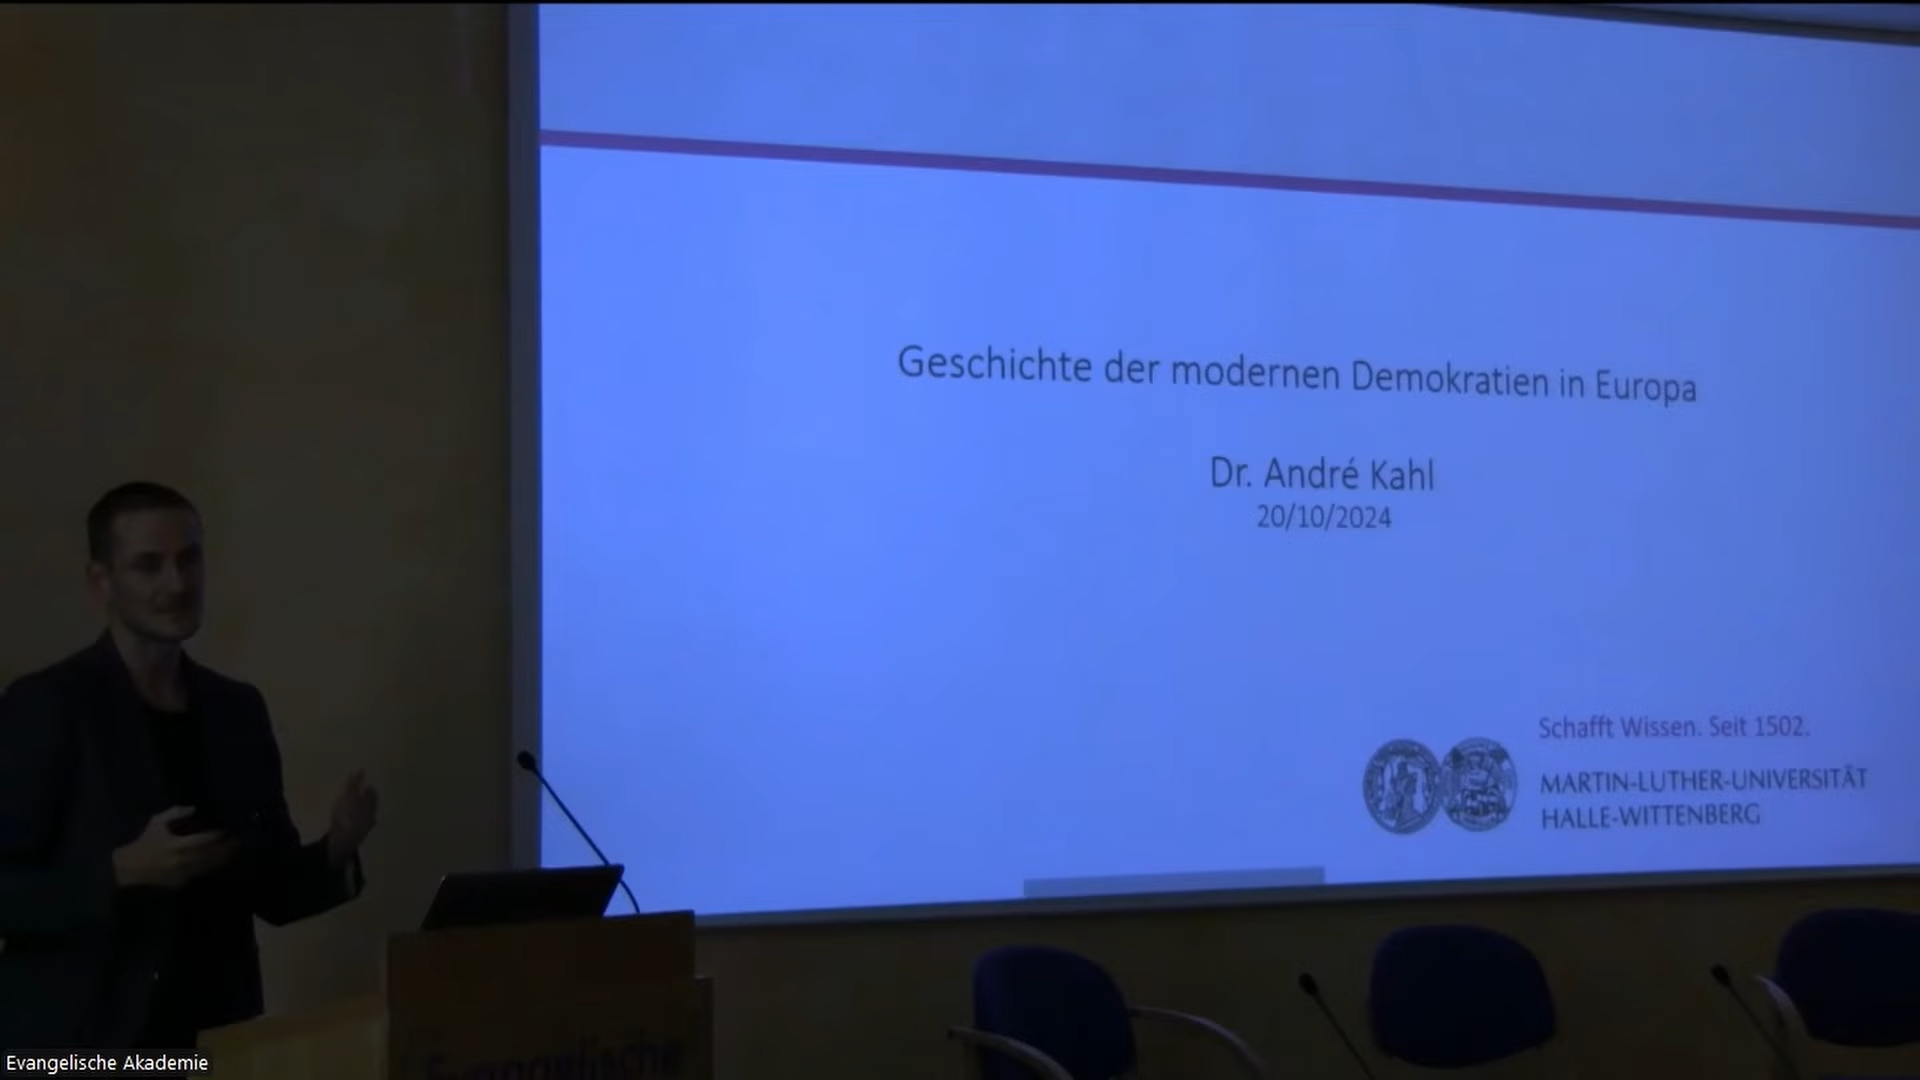 Geschichte der modernen Demokratien in Europa
Dr. André Kahl
20/10/2024
Schafft Wissen. Seit 1502.
MARTIN-LUTHER-UNIVERSITÄT
HALLE-WITTENBERG
Evangelische
Evangelische Akademie